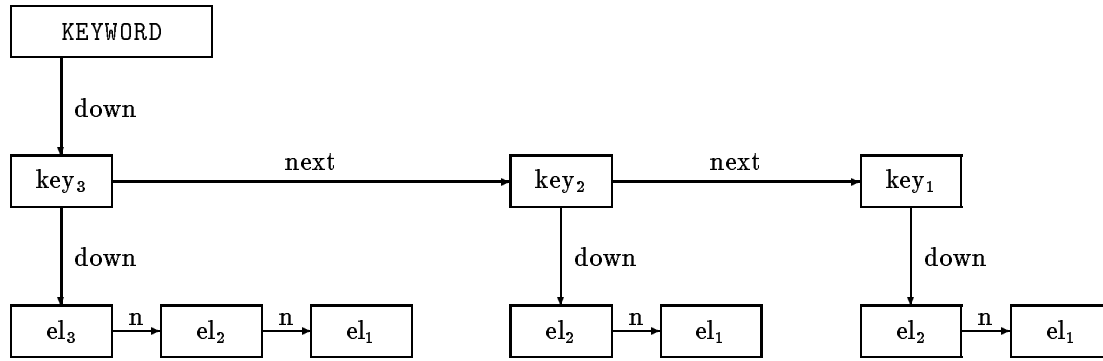 KEYWORD
down
next next
key₃ key₂ key₁
down down down
n n n n
el₃ el₂ el₁ el₂ el₁ el₂ el₁